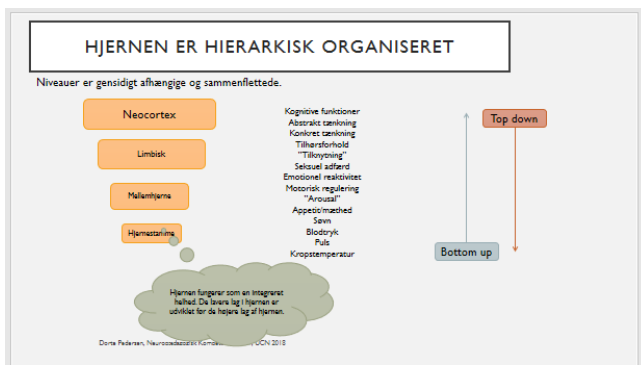 HJERNEN ER HIERARKISK ORGANISERET
Niveauer er gensidigt afhængige og sammenflettede.
Neocortex
Limbisk
Mellemhjerne
Hjernestamme
Kognitive funktioner
Abstrakt tænkning
Konkret tænkning
Tilhørsforhold
"Tilknytning"
Seksuel adfærd
Emotionel reaktivitet
Motorisk regulering
"Arousal"
Appetit/mæthed
Søvn
Blodtryk
Puls
Kropstemperatur
Top down
Bottom up
Hjernen fungerer som en integreret
helhed. De lavere lag i hjernen er
udviklet før de højere lag af hjernen.
Dorte Pedersen, Neuropædagogisk UCN 2018